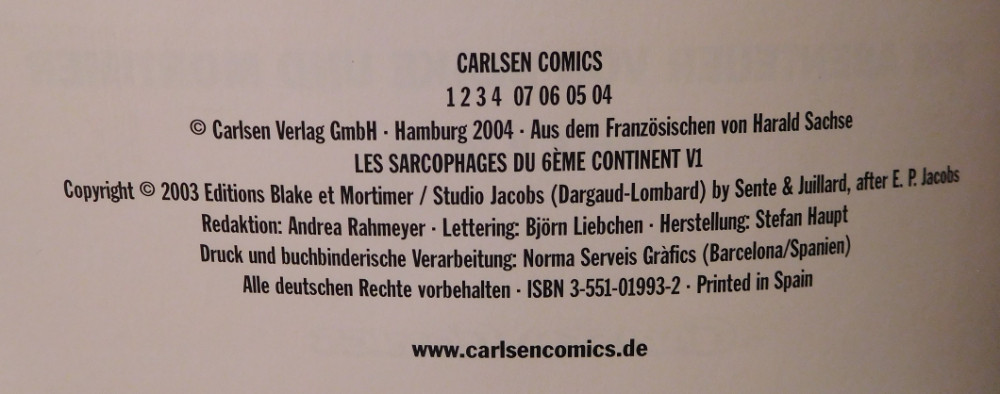 CARLSEN COMICS
1 2 3 4 07 06 05 04
© Carlsen Verlag GmbH · Hamburg 2004 · Aus dem Französischen von Harald Sachse
LES SARCOPHAGES DU 6ÈME CONTINENT V1
Copyright © 2003 Editions Blake et Mortimer / Studio Jacobs (Dargaud-Lombard) by Sente & Juillard, after E. P. Jacobs
Redaktion: Andrea Rahmeyer · Lettering: Björn Liebchen · Herstellung: Stefan Haupt
Druck und buchbinderische Verarbeitung: Norma Serveis Gràfics (Barcelona/Spanien)
Alle deutschen Rechte vorbehalten · ISBN 3-551-01993-2 · Printed in Spain
www.carlsencomics.de